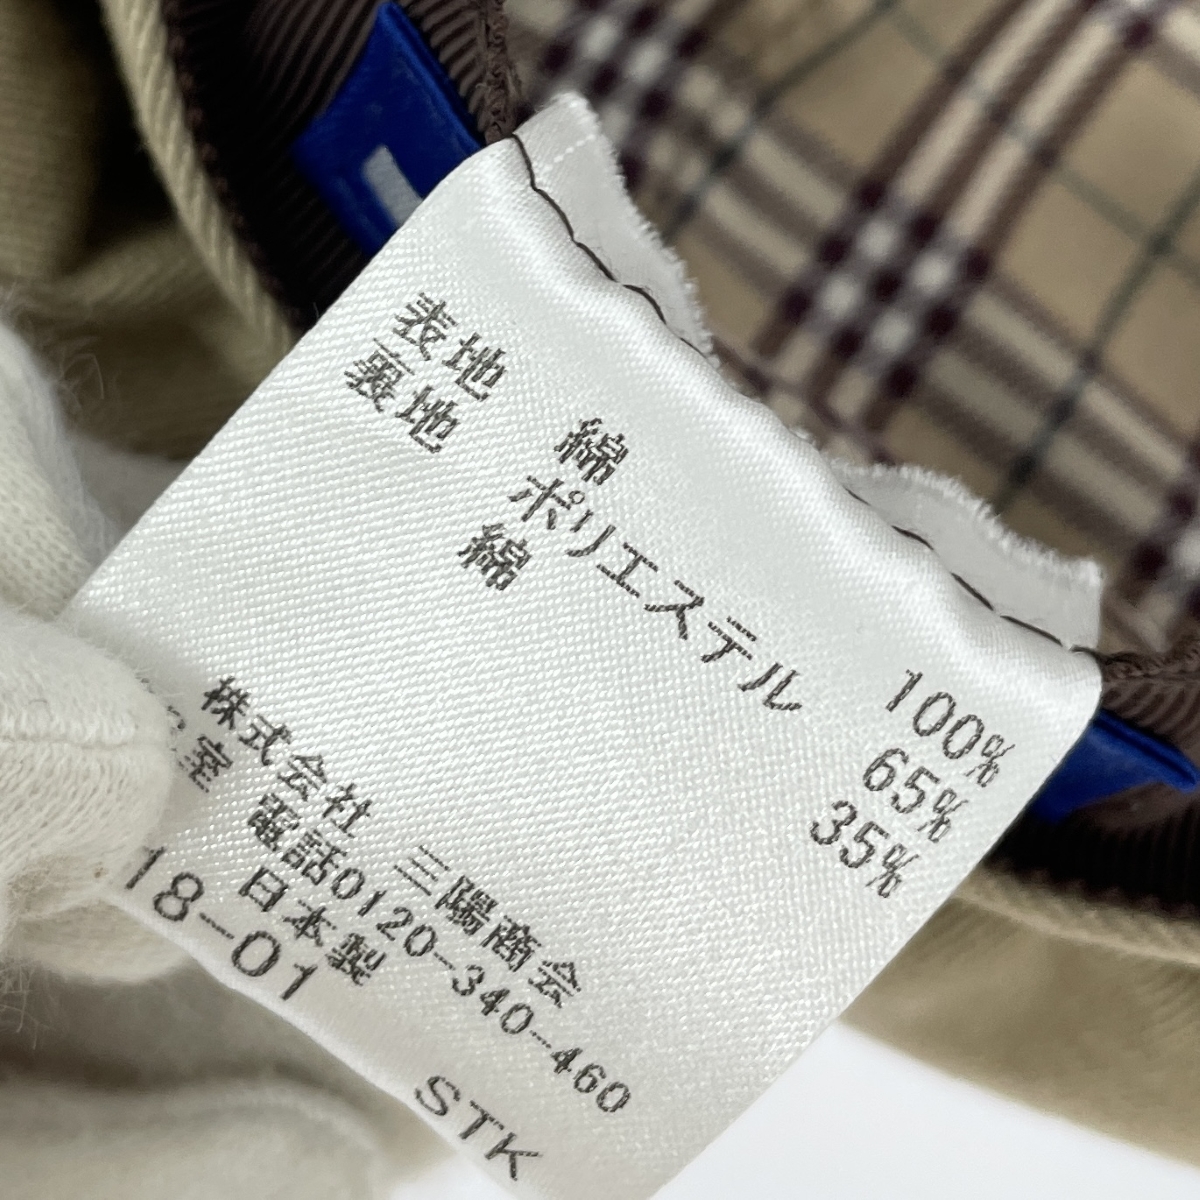 表地 綿 100%
裏地 ポリエステル 65%
綿 35%
株式会社 三陽商会
室 電話0120-340-460
日本製
18-01 STK